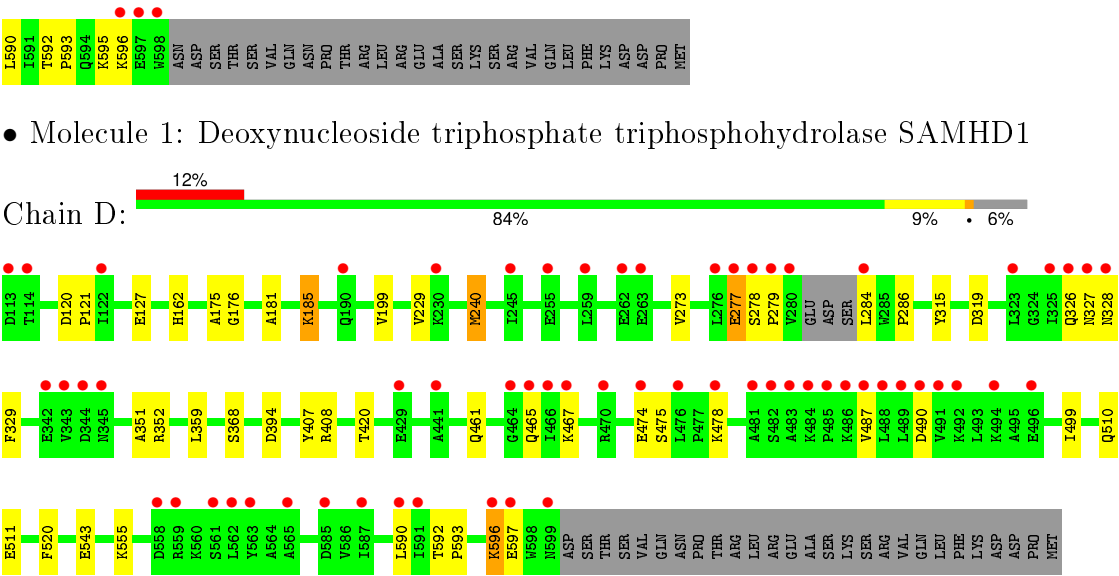 L590 I591 T592 P593 Q594 K595 K596 E597 W598 ASN ASP SER THR SER VAL GLN ASN PRO THR ARG LEU ARG GLU ALA SER LYS SER ARG VAL GLN LEU PHE LYS ASP ASP PRO MET
• Molecule 1: Deoxynucleoside triphosphate triphosphohydrolase SAMHD1
12%
Chain D:
84% 9% • 6%
D113 T114 D120 P121 I122 E127 H162 A175 G176 A181 K185 Q190 V199 V229 K230 M240 I245 E255 L259 E262 E263 V273 L276 E277 S278 P279 V280 GLU ASP SER L284 W285 P286 Y315 D319 L323 G324 I325 Q326 N327 N328
F329 E342 V343 D344 N345 A351 R352 L359 S368 D394 Y407 R408 T420 E429 A441 Q461 G464 Q465 I466 K467 R470 E474 S475 L476 P477 K478 A481 S482 A483 K484 P485 K486 V487 L488 L489 D490 V491 K492 L493 K494 A495 E496 I499 Q510
E511 F520 E543 K555 D558 R559 K560 S561 L562 Y563 A564 A565 D585 V586 I587 L590 I591 T592 P593 K596 E597 W598 N599 ASP SER THR SER VAL GLN ASN PRO THR ARG LEU ARG GLU ALA SER LYS SER ARG VAL GLN LEU PHE LYS ASP ASP PRO MET